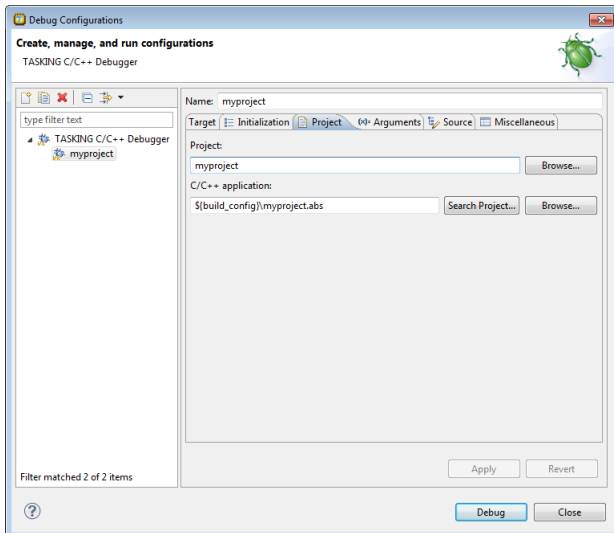 Debug Configurations
Create, manage, and run configurations
TASKING C/C++ Debugger
type filter text
TASKING C/C++ Debugger
myproject
Filter matched 2 of 2 items
Name: myproject
Target Initialization Project (x)= Arguments Source Miscellaneous
Project:
myproject Browse...
C/C++ application:
${build_config}\myproject.abs Search Project... Browse...
Apply Revert
? Debug Close